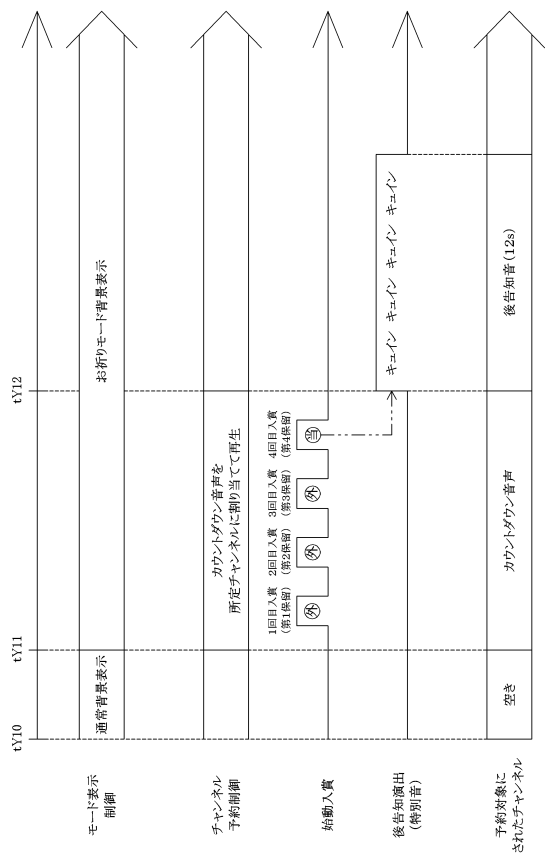 tY10
tY11
tY12
モード表示
制御
通常背景表示
お祈りモード背景表示
チャンネル
予約制御
カウントダウン音声を
所定チャンネルに割り当てて再生
始動入賞
1回目入賞
(第1保留)
外
2回目入賞
(第2保留)
外
3回目入賞
(第3保留)
外
4回目入賞
(第4保留)
当
後告知演出
(特別音)
キュイン キュイン キュイン キュイン
予約対象に
されたチャンネル
空き
カウントダウン音声
後告知音(12s)